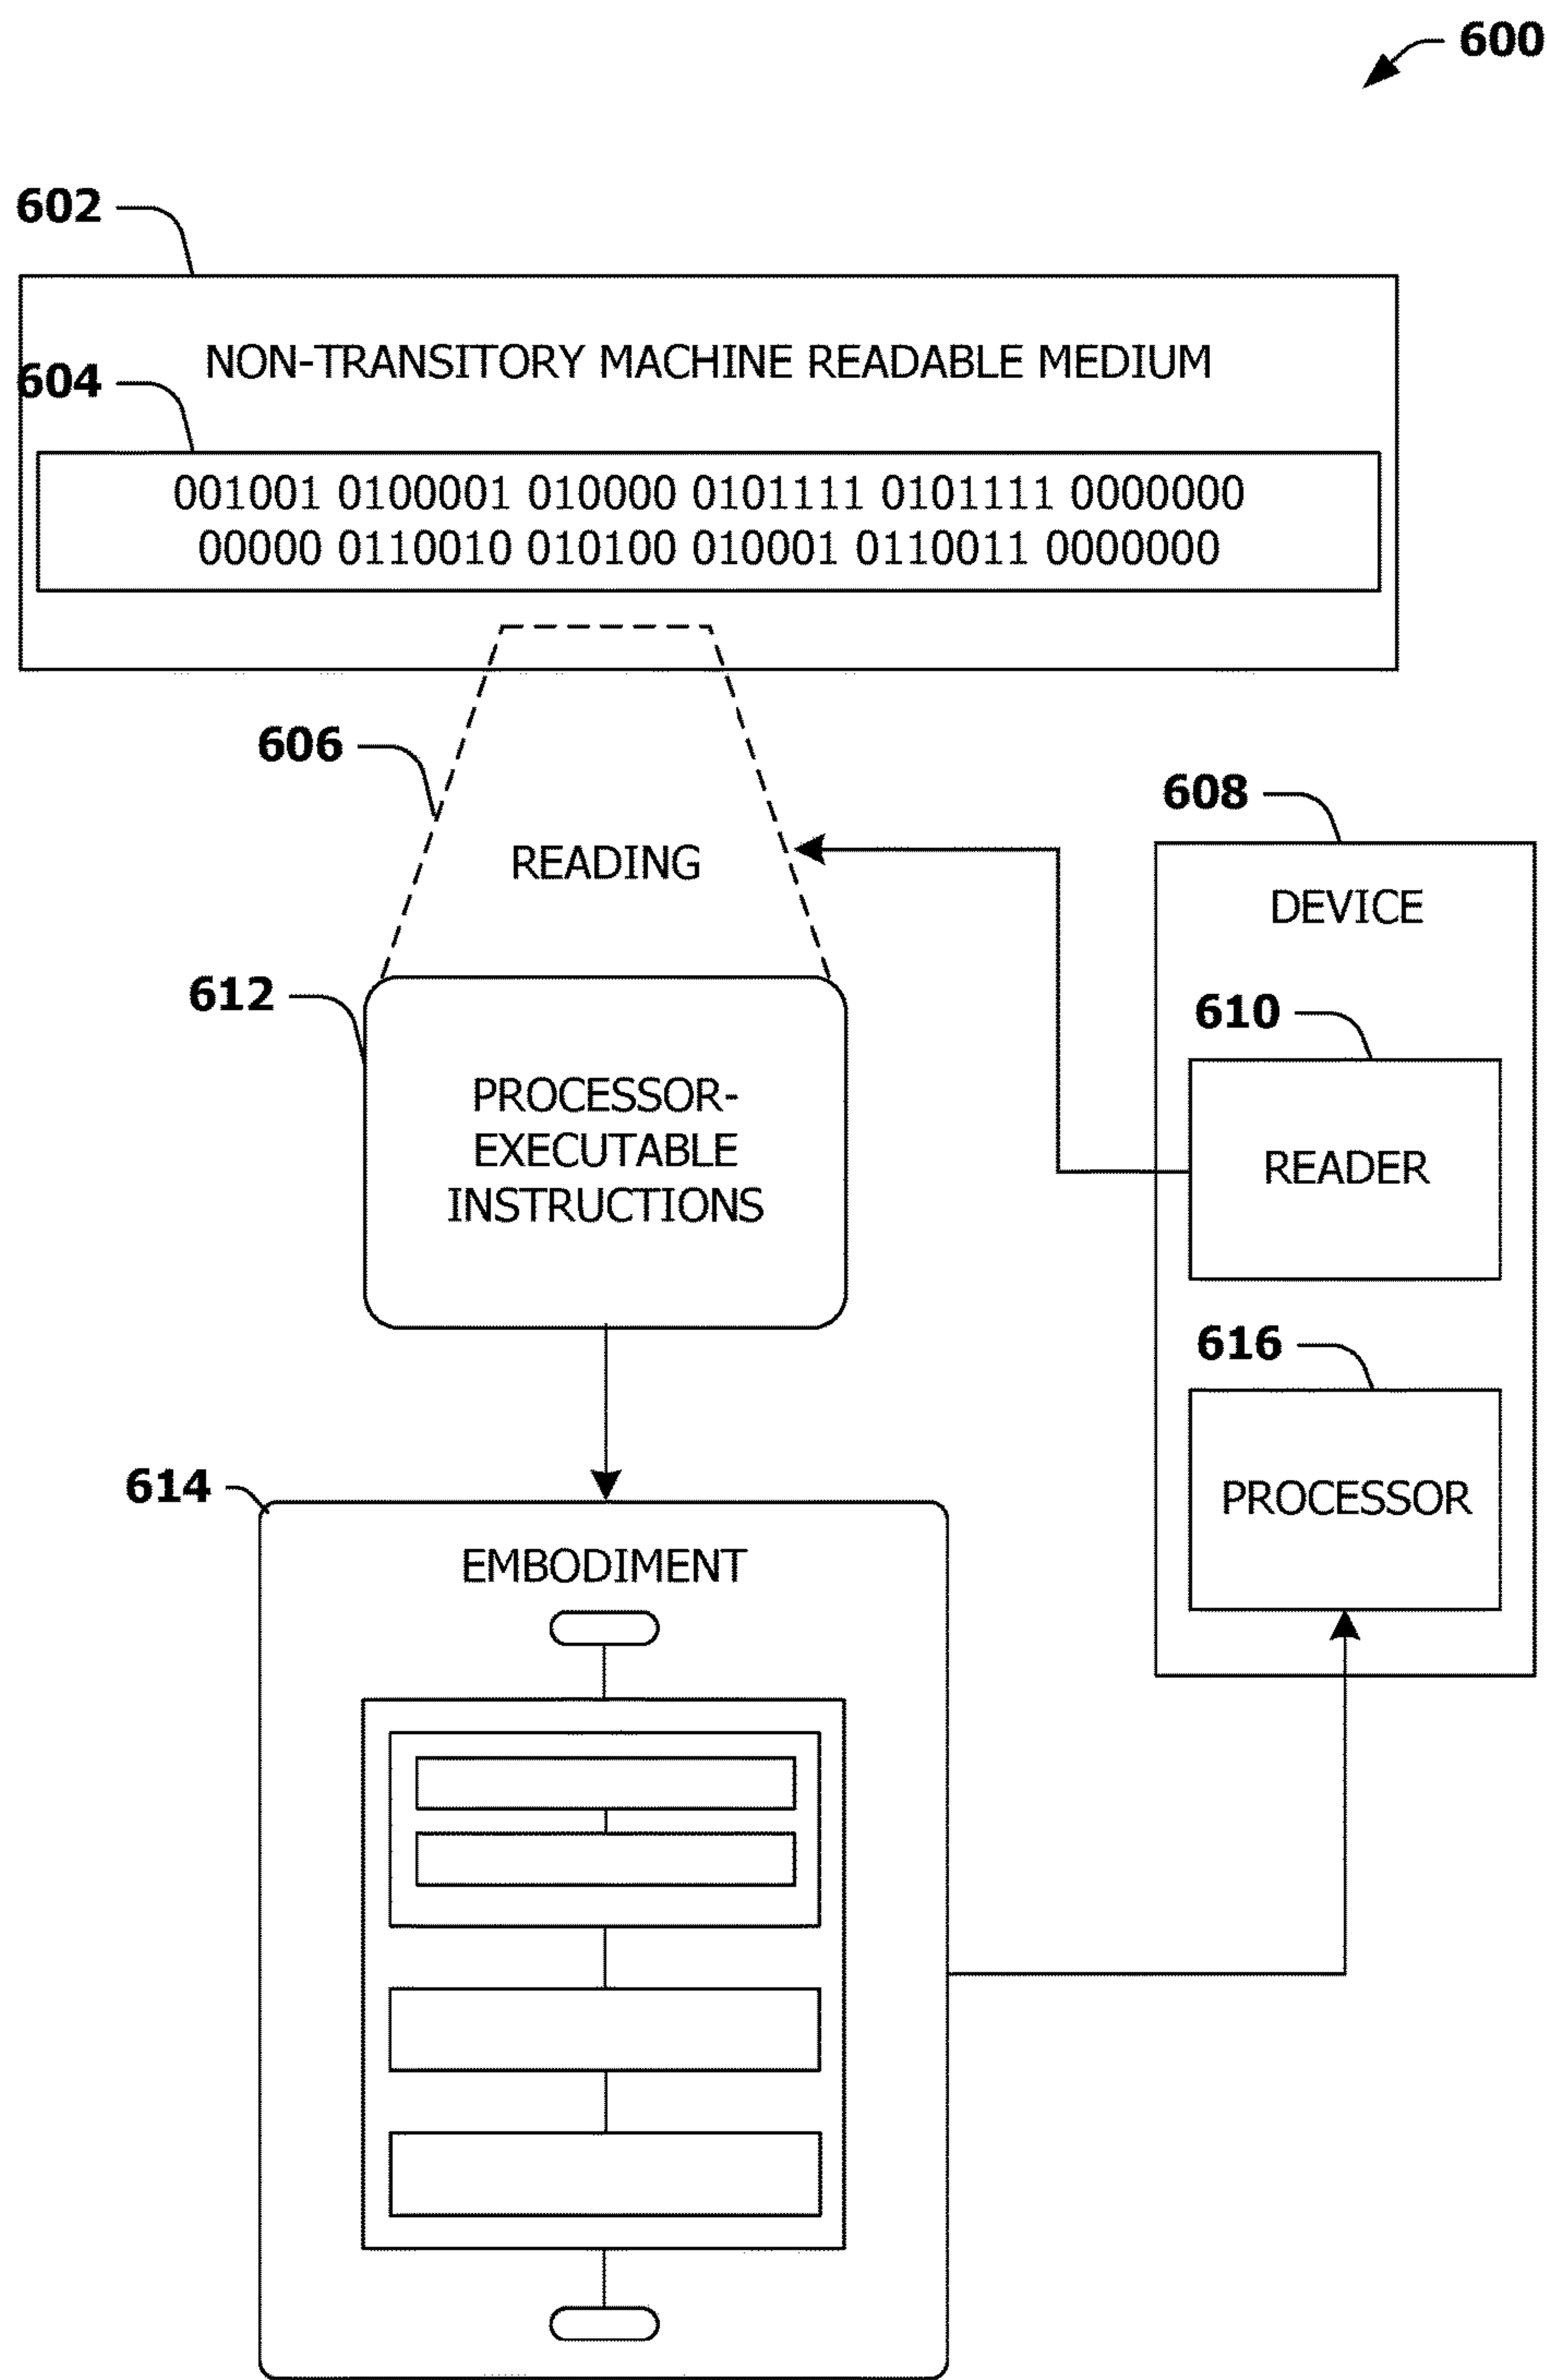 600
602
NON-TRANSITORY MACHINE READABLE MEDIUM
604
001001 0100001 010000 0101111 0101111 0000000
00000 0110010 010100 010001 0110011 0000000
606
READING
608
DEVICE
610
READER
612
PROCESSOR-
EXECUTABLE
INSTRUCTIONS
616
PROCESSOR
614
EMBODIMENT